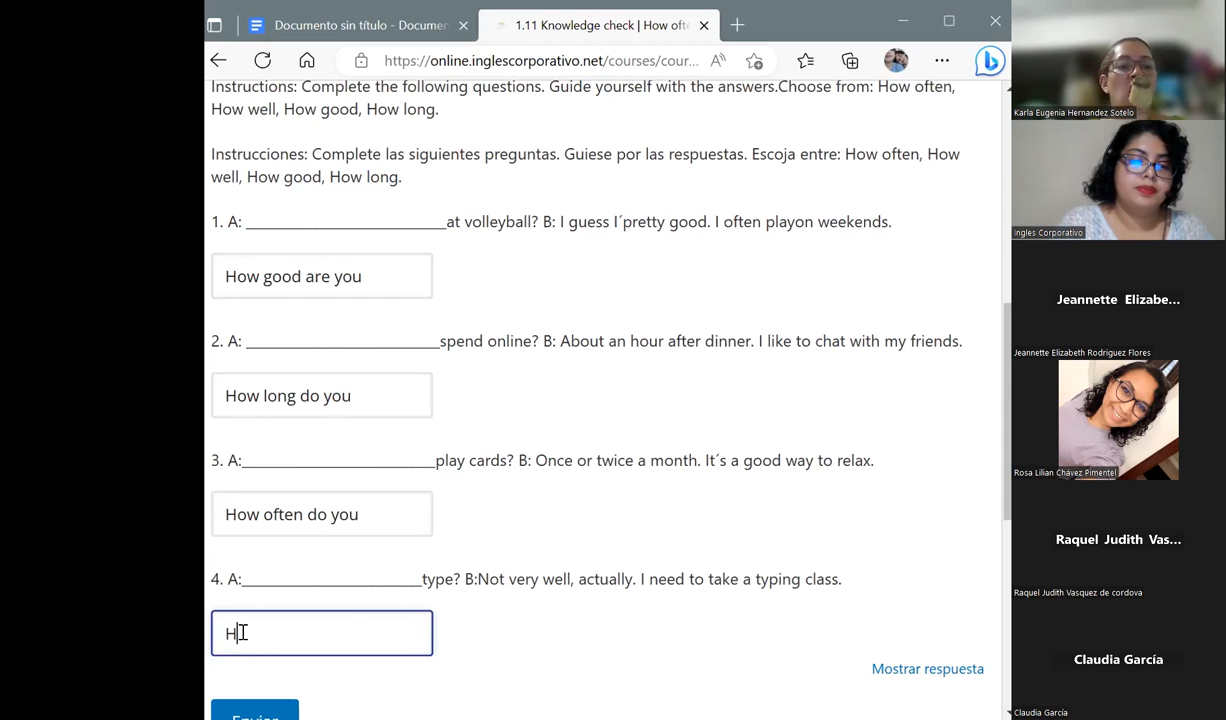 Documento sin título - Documen
1.11 Knowledge check | How ofte
https://online.inglescorporativo.net/courses/cour...
Instructions: Complete the following questions. Guide yourself with the answers.Choose from: How often,
How well, How good, How long.
Instrucciones: Complete las siguientes preguntas. Guiese por las respuestas. Escoja entre: How often, How
well, How good, How long.
1. A: _________________________at volleyball? B: I guess I´pretty good. I often playon weekends.
How good are you
2. A: ________________________spend online? B: About an hour after dinner. I like to chat with my friends.
How long do you
3. A:________________________play cards? B: Once or twice a month. It´s a good way to relax.
How often do you
4. A:______________________type? B:Not very well, actually. I need to take a typing class.
H
Mostrar respuesta
Enviar
Karla Eugenia Hernandez Sotelo
Ingles Corporativo
Jeannette Elizabe...
Jeannette Elizabeth Rodriguez Flores
Rosa Lilian Chávez Pimentel
Raquel Judith Vas...
Raquel Judith Vasquez de cordova
Claudia García
Claudia García